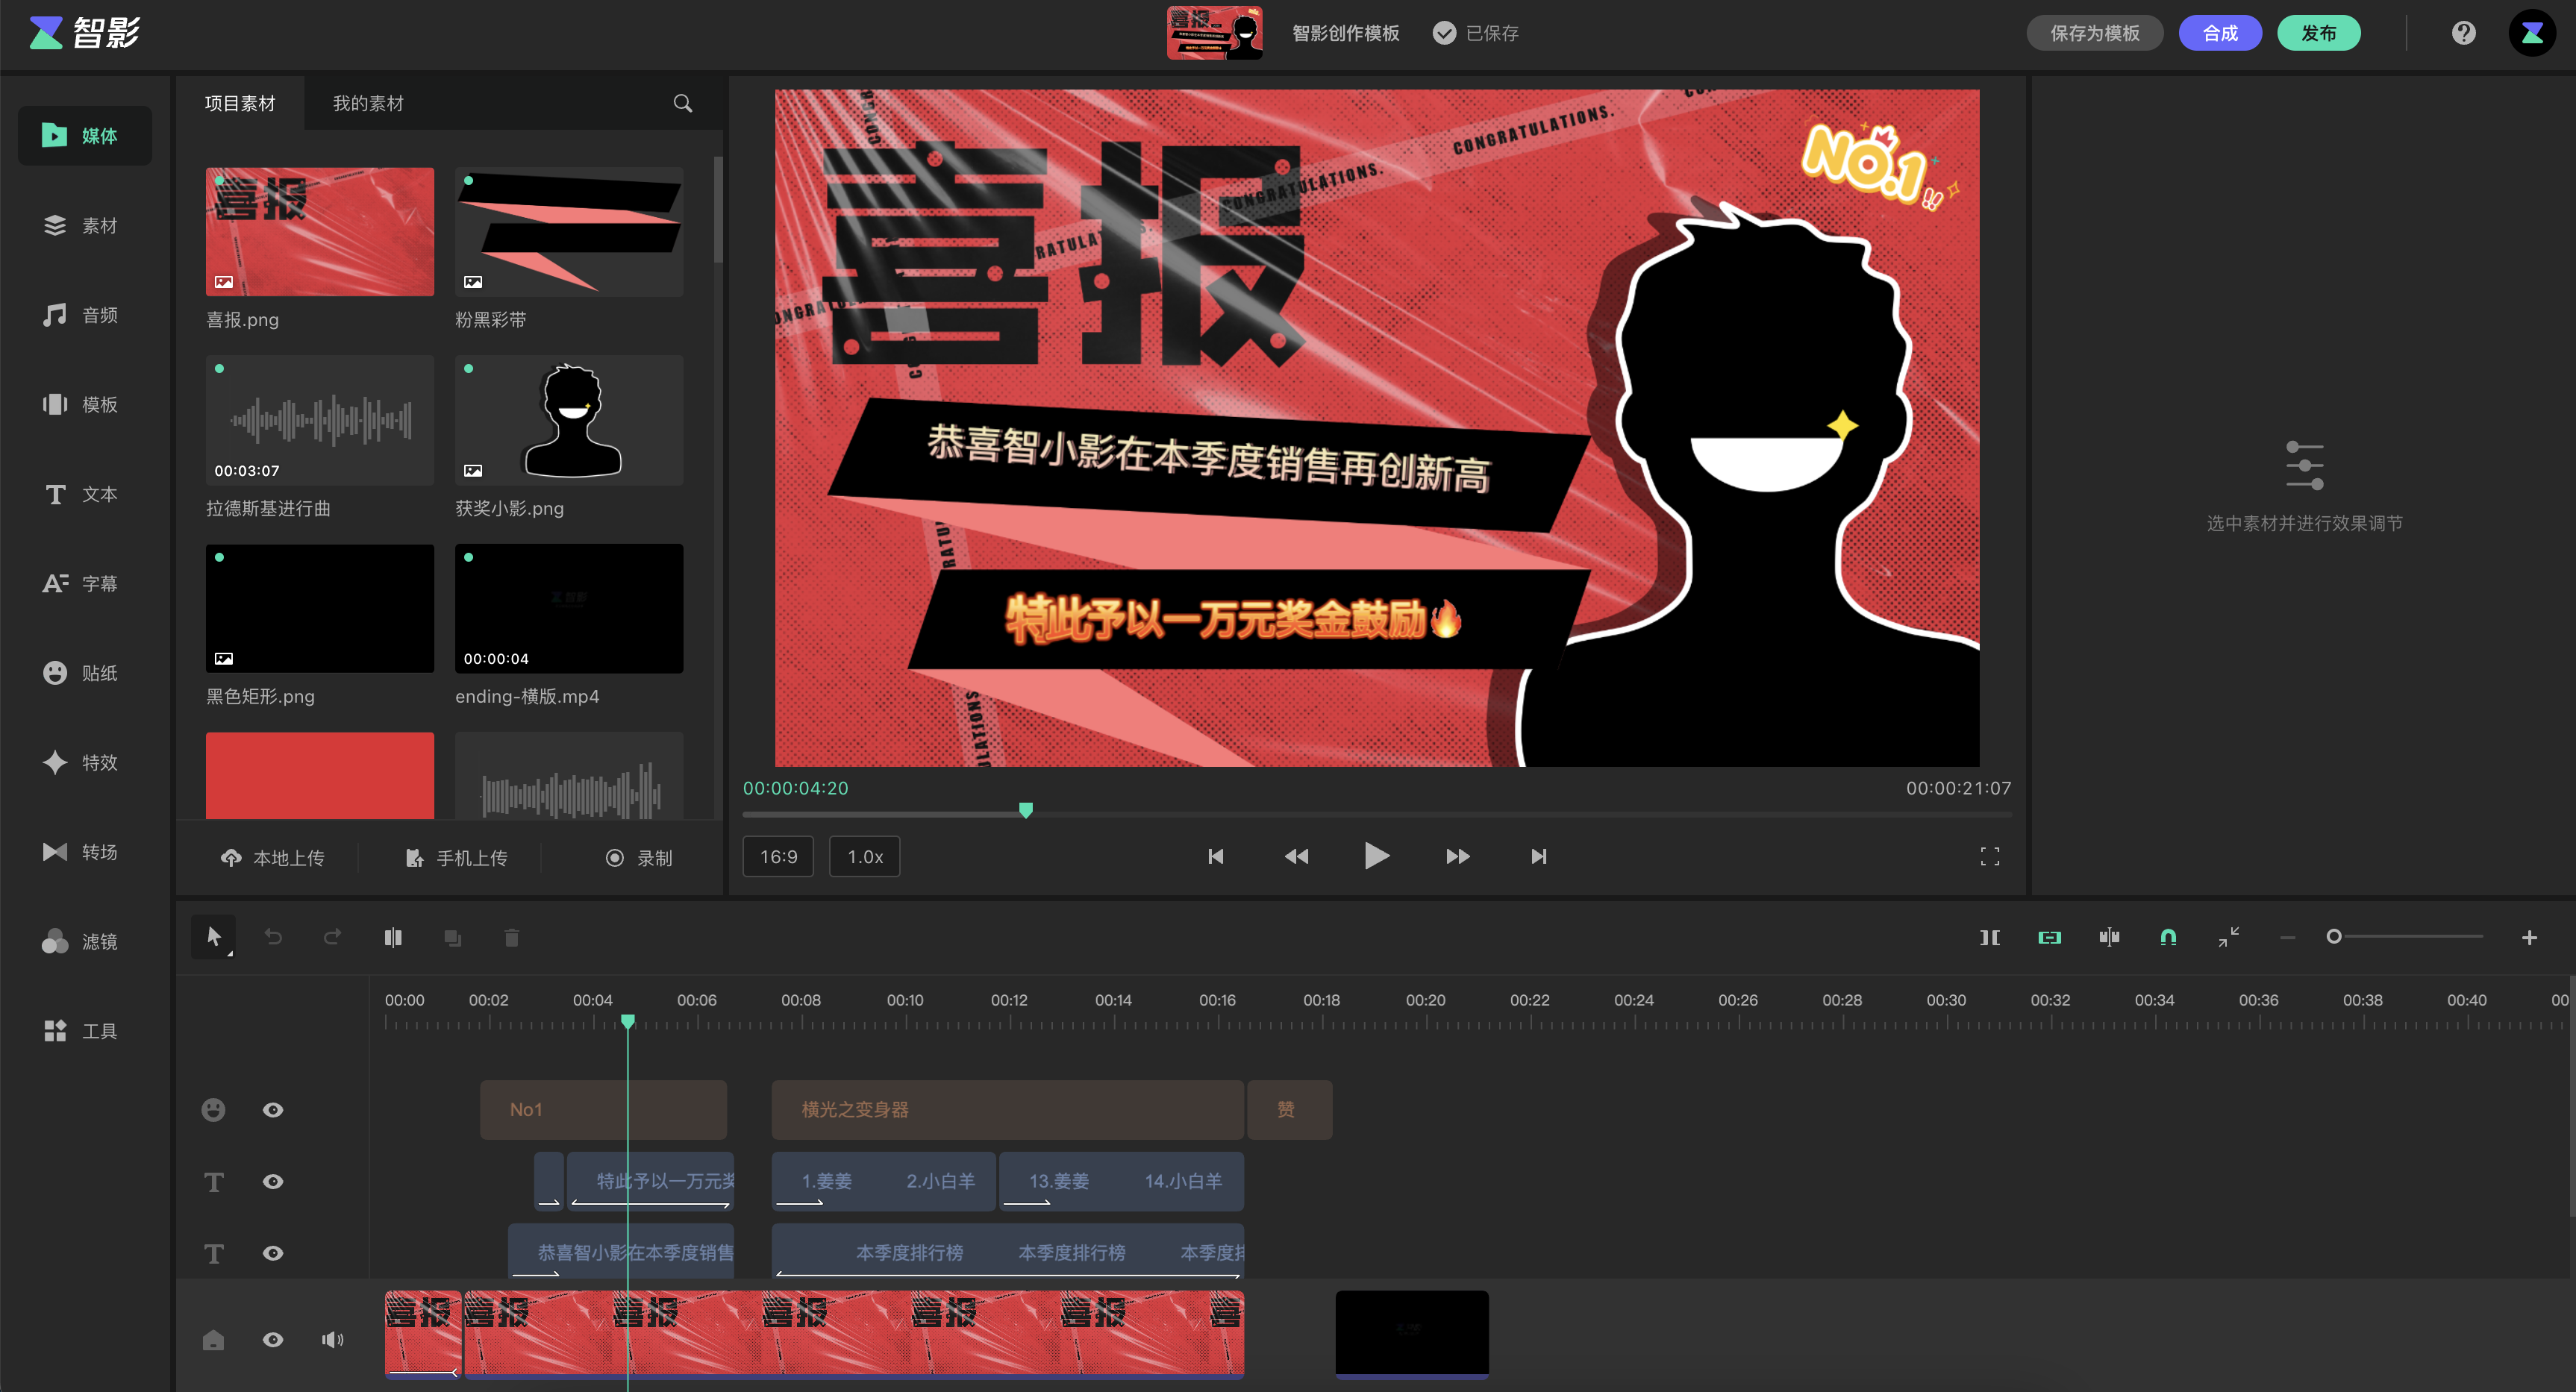 智影
智影创作模板
已保存
保存为模板
合成
发布
媒体
素材
音频
模板
文本
字幕
贴纸
特效
转场
滤镜
工具
项目素材
我的素材
喜报
喜报.png
粉黑彩带
00:03:07
拉德斯基进行曲
获奖小影.png
黑色矩形.png
00:00:04
ending-横版.mp4
本地上传
手机上传
录制
喜报
CONGRATULATIONS.
CONGRATULATIONS.
NO.1!!
恭喜智小影在本季度销售再创新高
特此予以一万元奖金鼓励🔥
00:00:04:20
00:00:21:07
16:9
1.0x
选中素材并进行效果调节
00:00 00:02 00:04 00:06 00:08 00:10 00:12 00:14 00:16 00:18 00:20 00:22 00:24 00:26 00:28 00:30 00:32 00:34 00:36 00:38 00:40 00
No1
横光之变身器
赞
特此予以一万元奖
1.姜姜 2.小白羊
13.姜姜 14.小白羊
恭喜智小影在本季度销售
本季度排行榜 本季度排行榜 本季度排
喜报 喜报 喜报 喜报 喜报 喜报 喜